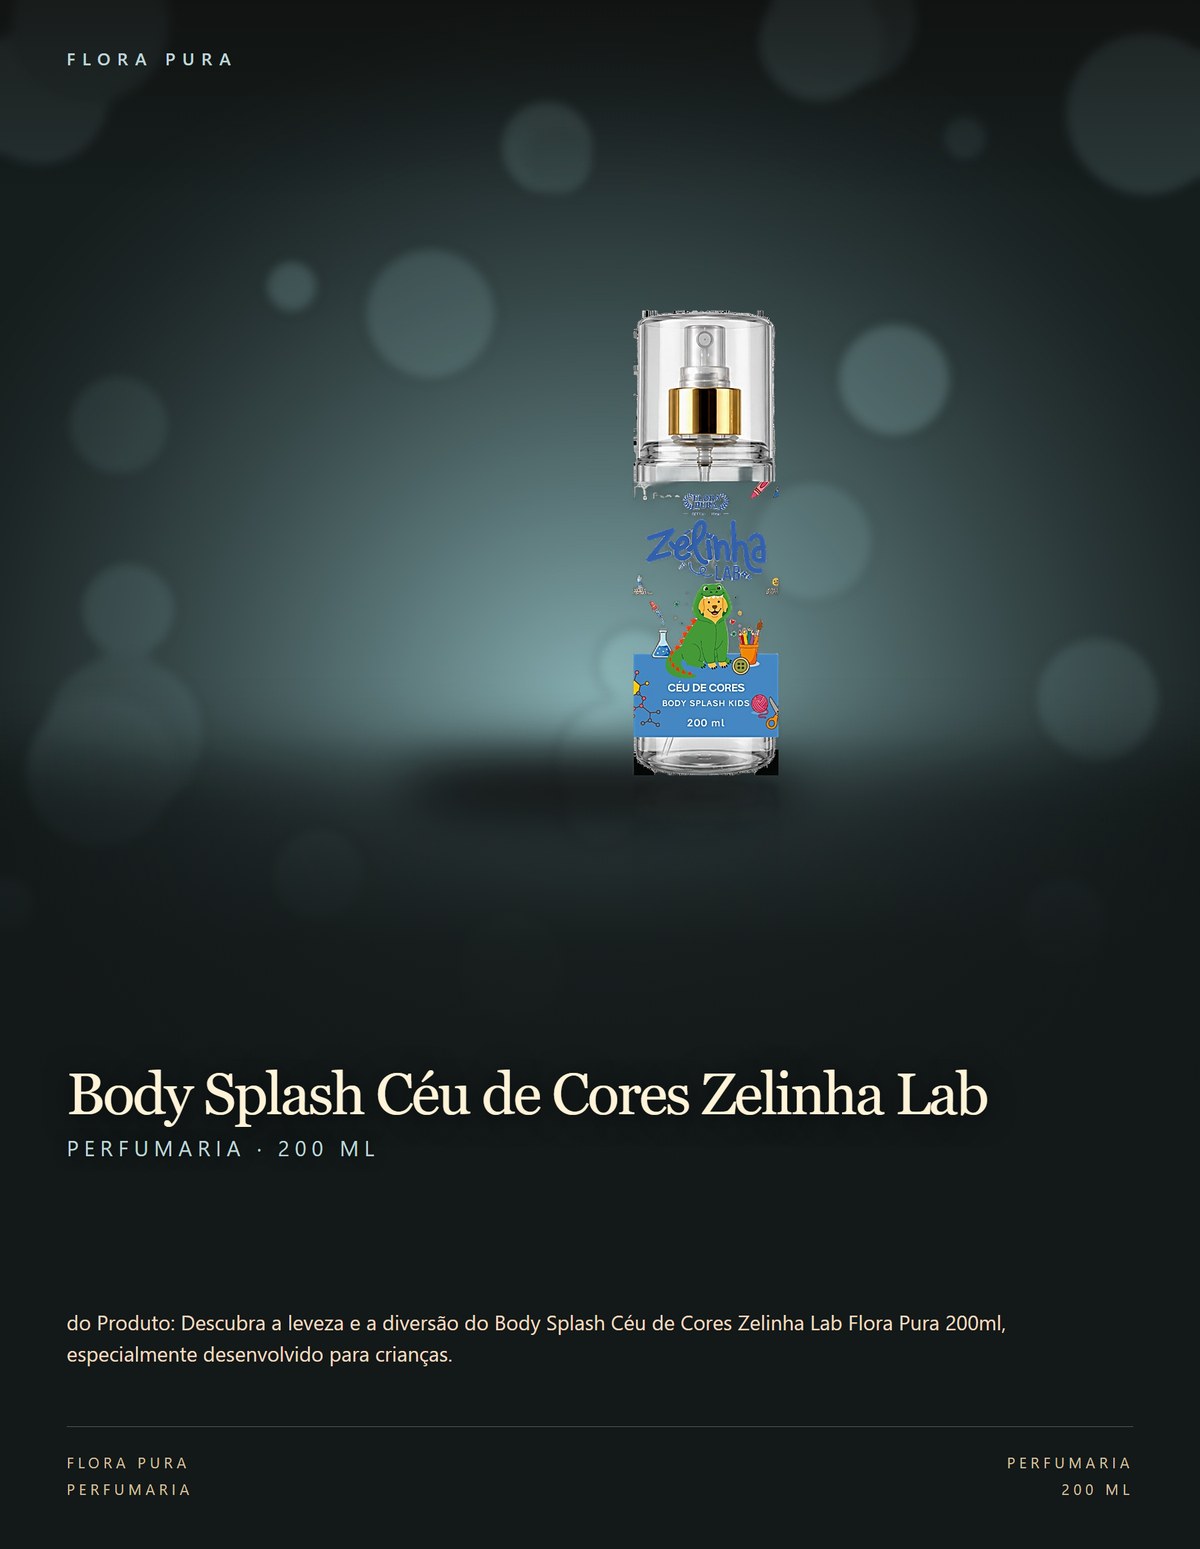 FLORA PURA
Zelinha
LAB
CÉU DE CORES
BODY SPLASH KIDS
200 ml
Body Splash Céu de Cores Zelinha Lab
PERFUMARIA · 200 ML
do Produto: Descubra a leveza e a diversão do Body Splash Céu de Cores Zelinha Lab Flora Pura 200ml,
especialmente desenvolvido para crianças.
FLORA PURA
PERFUMARIA
PERFUMARIA
200 ML